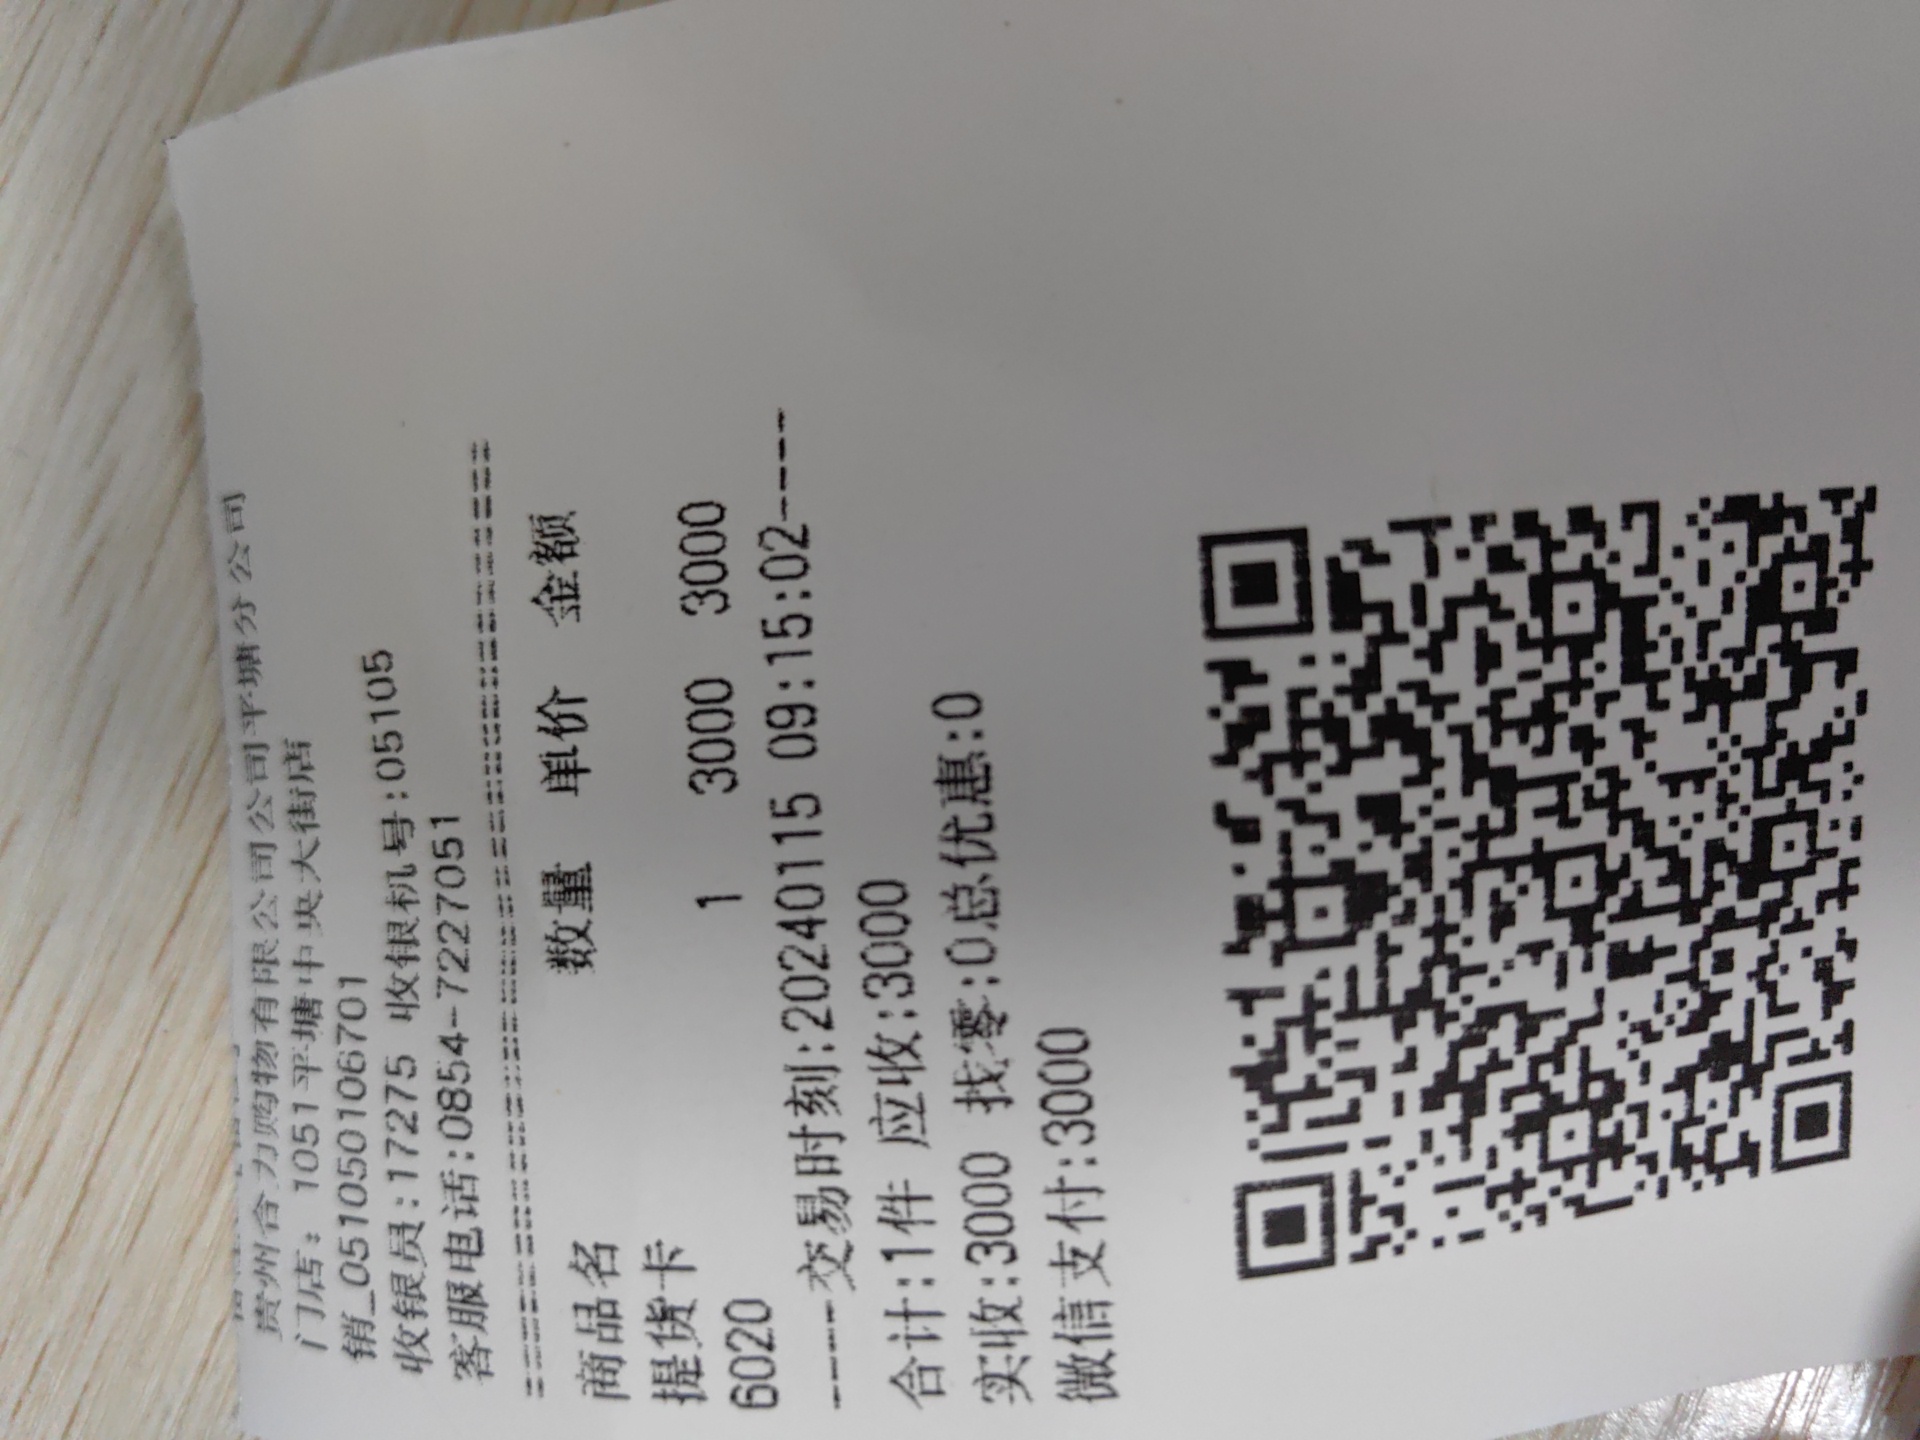 贵州合力购物有限公司公司平塘分公司
门店: 1051平塘中央大街店
销_051050106701
收银员:17275 收银机号:05105
客服电话:0854-7227051
================================
商品名 数量 单价 金额
提货卡
6020 1 3000 3000
-----交易时刻:20240115 09:15:02-----
合计:1件 应收:3000
实收:3000 找零:0总优惠:0
微信支付:3000